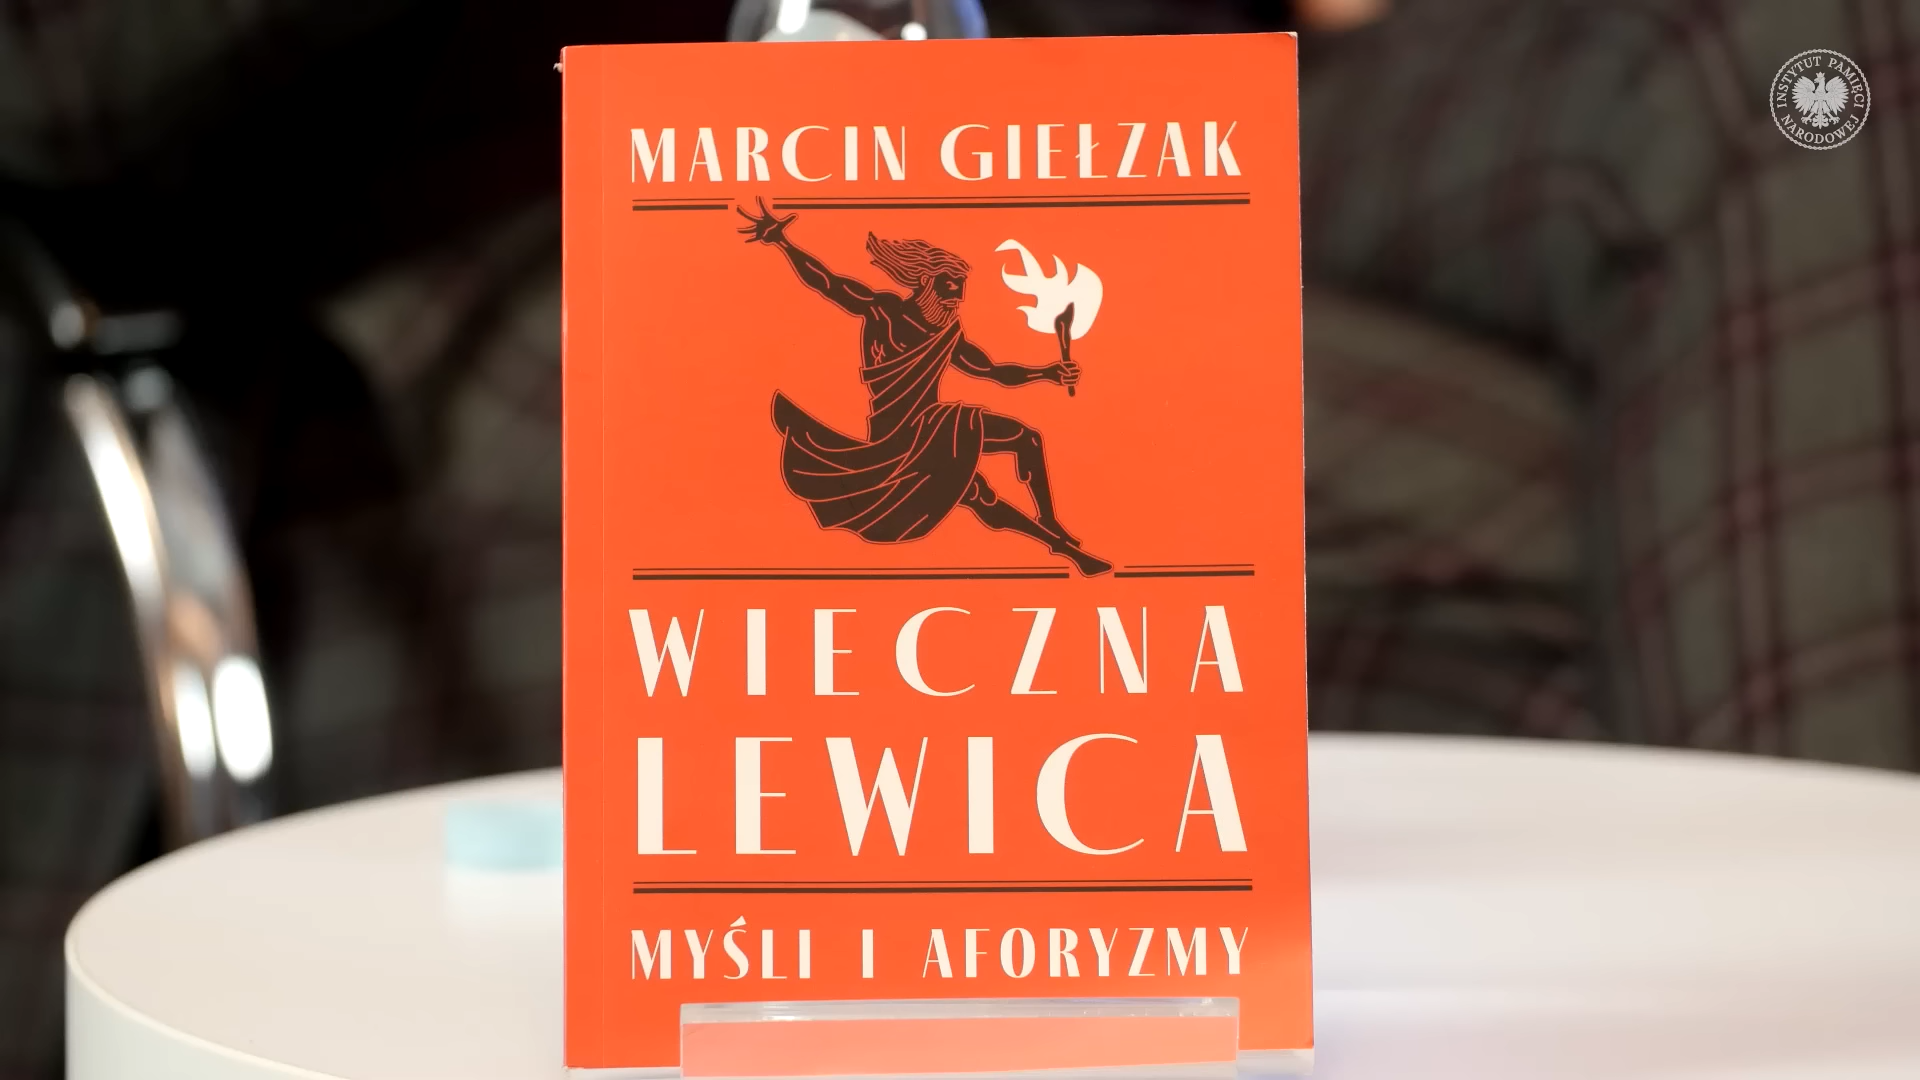 MARCIN GIEŁZAK
WIECZNA
LEWICA
MYŚLI I AFORYZMY
INSTYTUT PAMIĘCI
NARODOWEJ